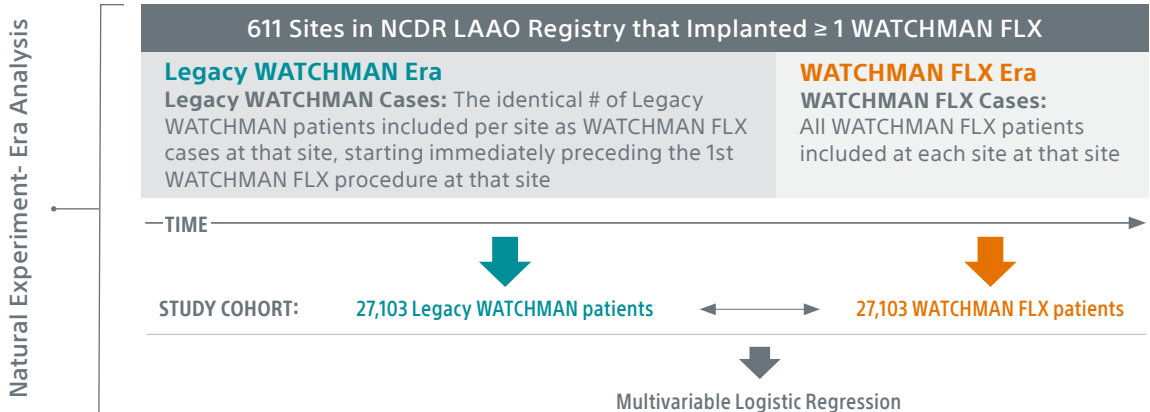 Natural Experiment- Era Analysis
611 Sites in NCDR LAAO Registry that Implanted ≥ 1 WATCHMAN FLX
Legacy WATCHMAN Era
Legacy WATCHMAN Cases: The identical # of Legacy
WATCHMAN patients included per site as WATCHMAN FLX
cases at that site, starting immediately preceding the 1st
WATCHMAN FLX procedure at that site
WATCHMAN FLX Era
WATCHMAN FLX Cases:
All WATCHMAN FLX patients
included at each site at that site
TIME
STUDY COHORT:
27,103 Legacy WATCHMAN patients
27,103 WATCHMAN FLX patients
Multivariable Logistic Regression